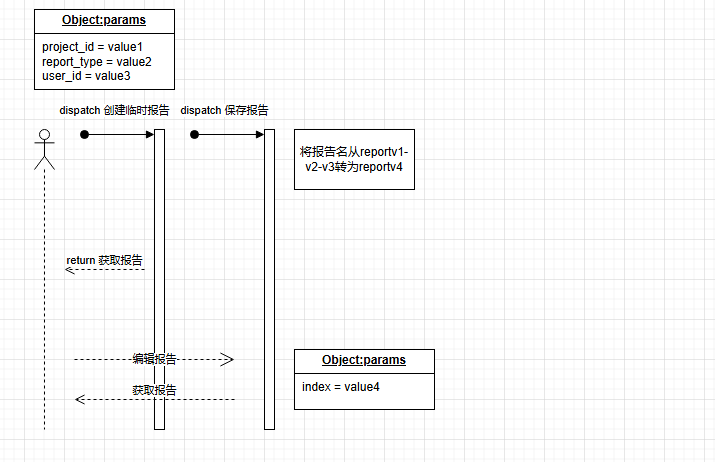 Object:params
project_id = value1
report_type = value2
user_id = value3
dispatch 创建临时报告
dispatch 保存报告
将报告名从reportv1-
v2-v3转为reportv4
return 获取报告
编辑报告
Object:params
获取报告
index = value4